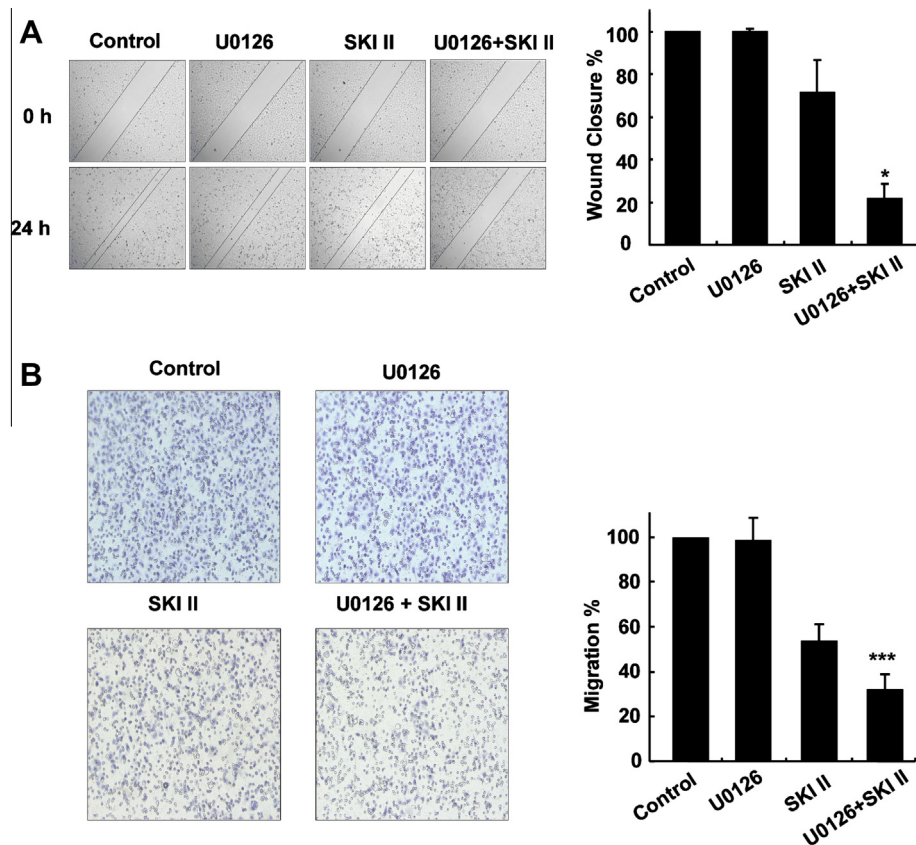 A
Control U0126 SKI II U0126+SKI II
0 h
24 h
Wound Closure %
100
80
60
40
20
0
*
Control U0126 SKI II U0126+SKI II
B
Control U0126
SKI II U0126 + SKI II
Migration %
100
80
60
40
20
0
***
Control U0126 SKI II U0126+SKI II